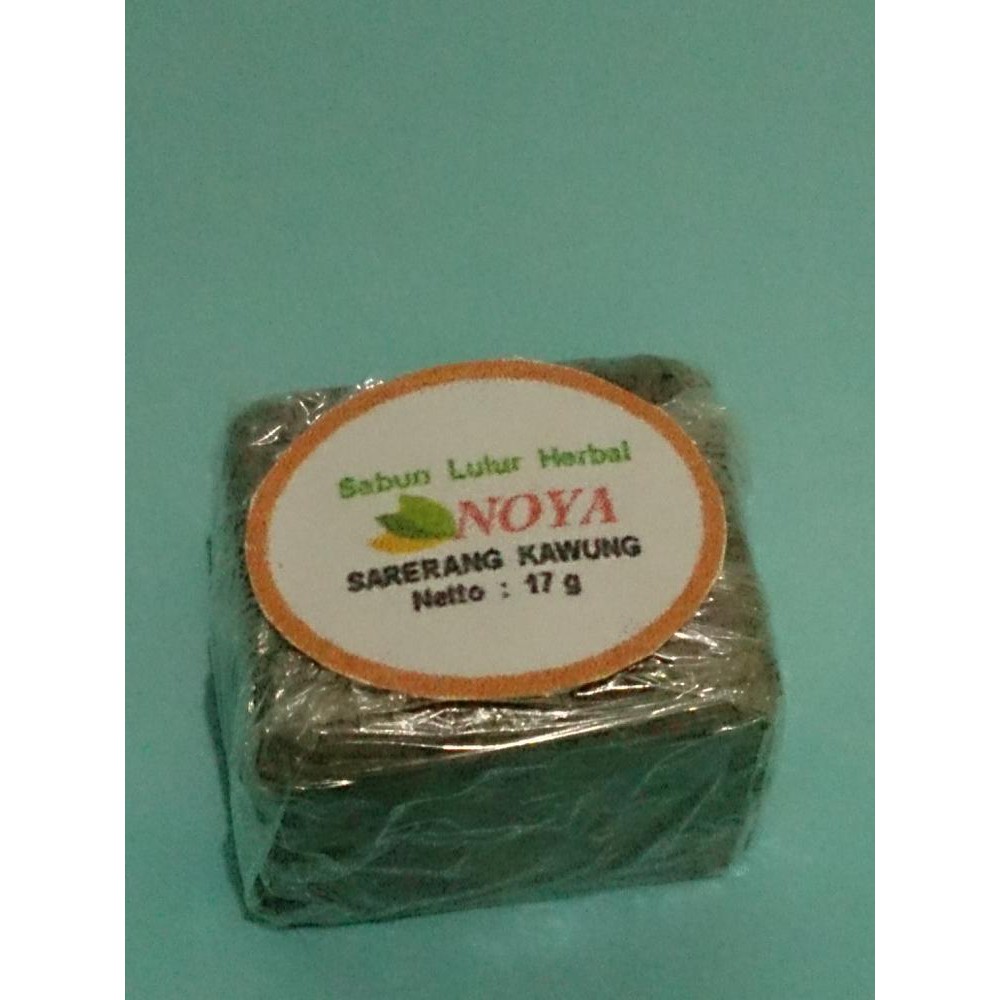 Sabun Lulur Herbal
NOYA
SARERANG KAWUNG
Netto : 17 g